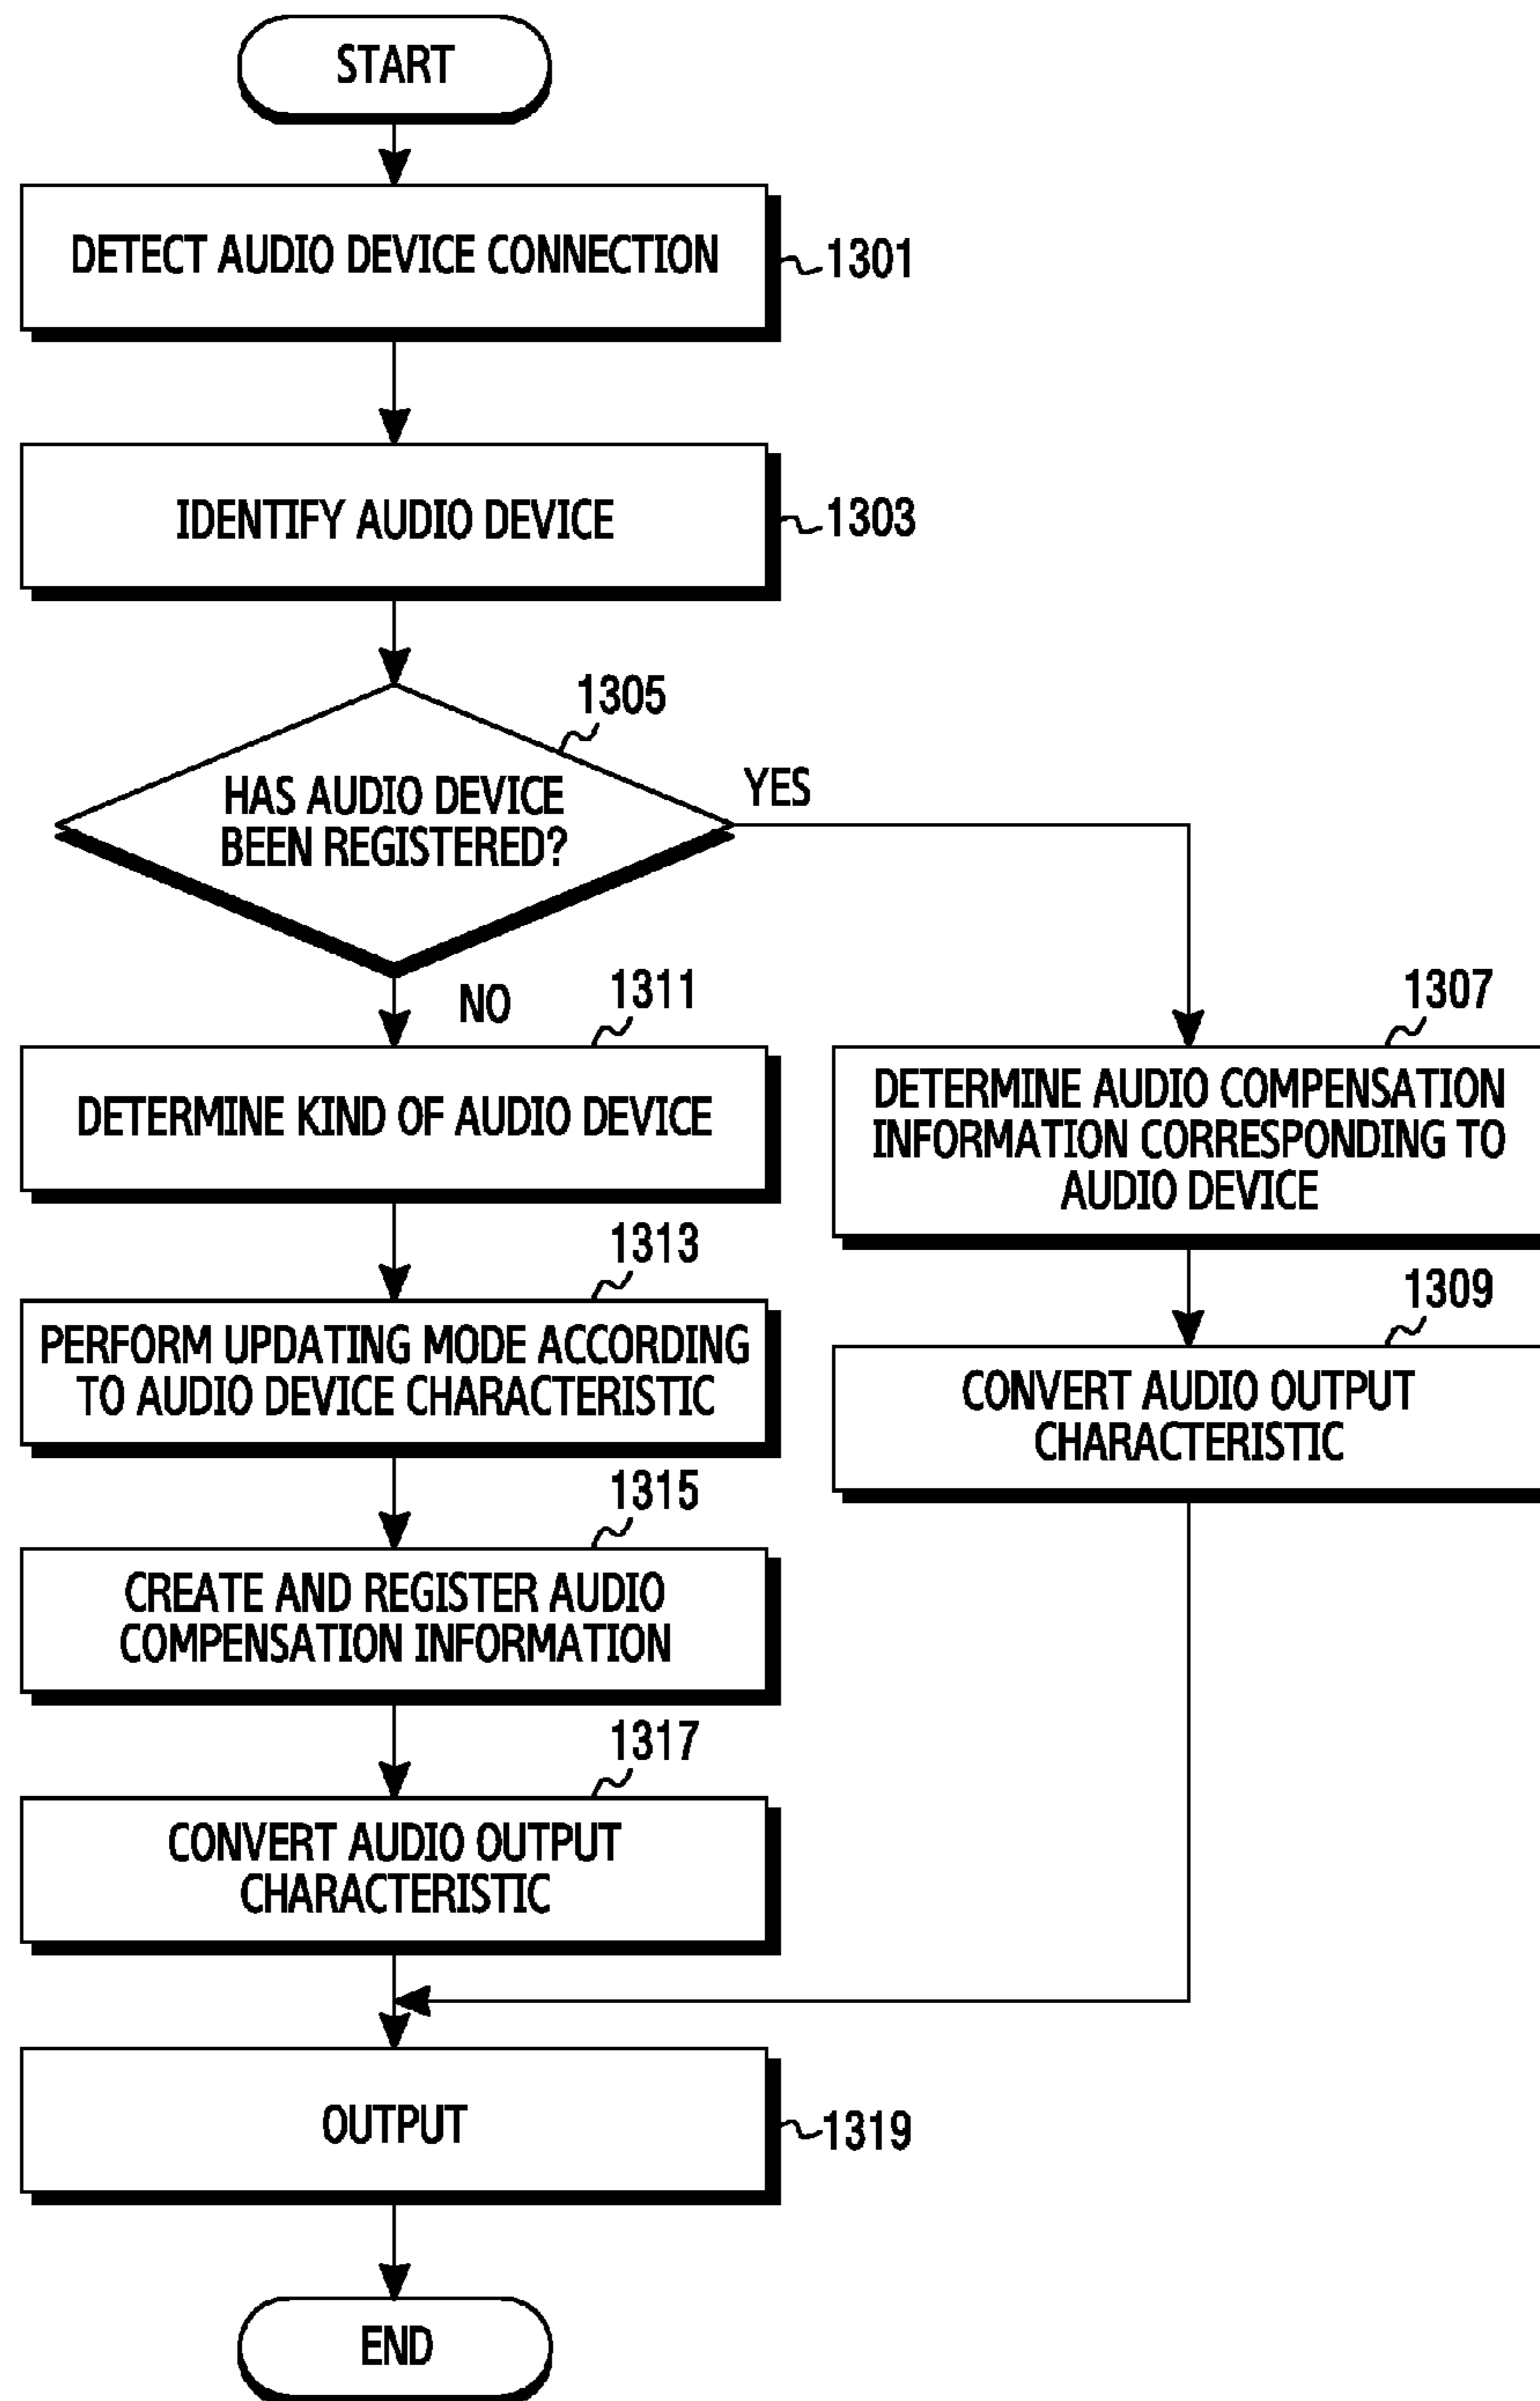 START
DETECT AUDIO DEVICE CONNECTION
1301
IDENTIFY AUDIO DEVICE
1303
1305
HAS AUDIO DEVICE
BEEN REGISTERED?
YES
NO
1311
DETERMINE KIND OF AUDIO DEVICE
1307
DETERMINE AUDIO COMPENSATION
INFORMATION CORRESPONDING TO
AUDIO DEVICE
1313
PERFORM UPDATING MODE ACCORDING
TO AUDIO DEVICE CHARACTERISTIC
1309
CONVERT AUDIO OUTPUT
CHARACTERISTIC
1315
CREATE AND REGISTER AUDIO
COMPENSATION INFORMATION
1317
CONVERT AUDIO OUTPUT
CHARACTERISTIC
OUTPUT
1319
END